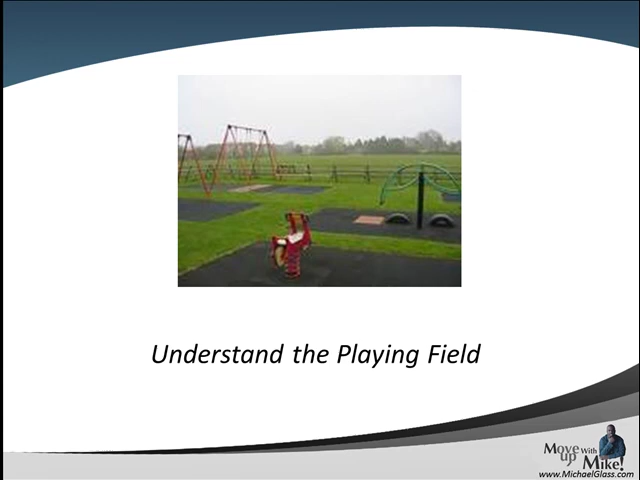 Understand the Playing Field
Move up With Mike!
www.MichaelGlass.com